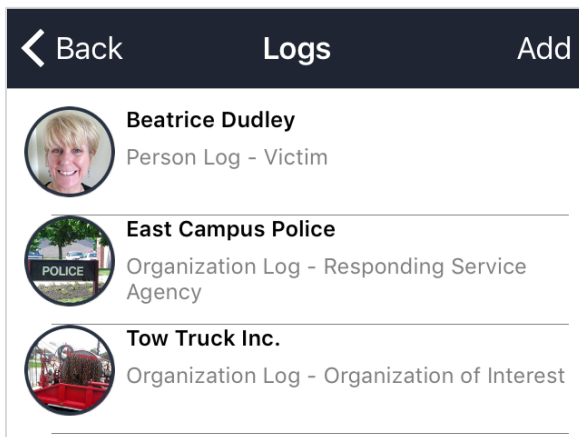 Back
Logs
Add
Beatrice Dudley
Person Log - Victim
East Campus Police
POLICE
Organization Log - Responding Service
Agency
Tow Truck Inc.
Organization Log - Organization of Interest